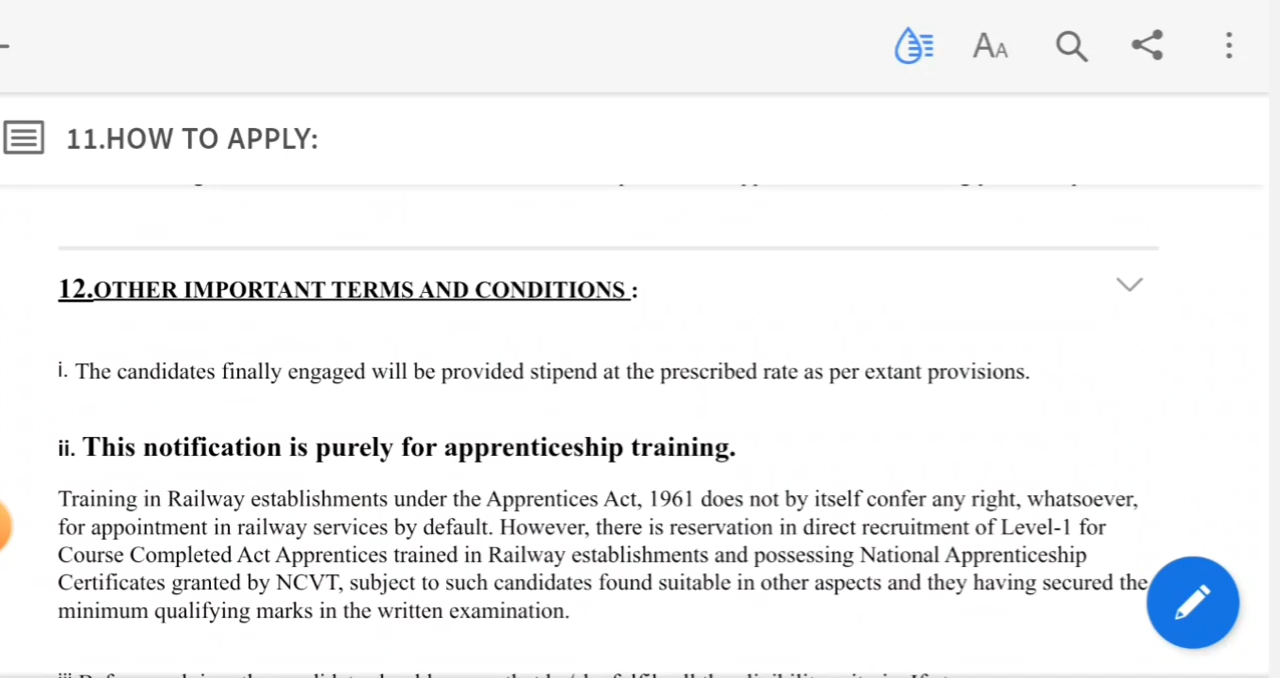 AA
11.HOW TO APPLY:
12.OTHER IMPORTANT TERMS AND CONDITIONS :
i. The candidates finally engaged will be provided stipend at the prescribed rate as per extant provisions.
ii. This notification is purely for apprenticeship training.
Training in Railway establishments under the Apprentices Act, 1961 does not by itself confer any right, whatsoever,
for appointment in railway services by default. However, there is reservation in direct recruitment of Level-1 for
Course Completed Act Apprentices trained in Railway establishments and possessing National Apprenticeship
Certificates granted by NCVT, subject to such candidates found suitable in other aspects and they having secured the
minimum qualifying marks in the written examination.